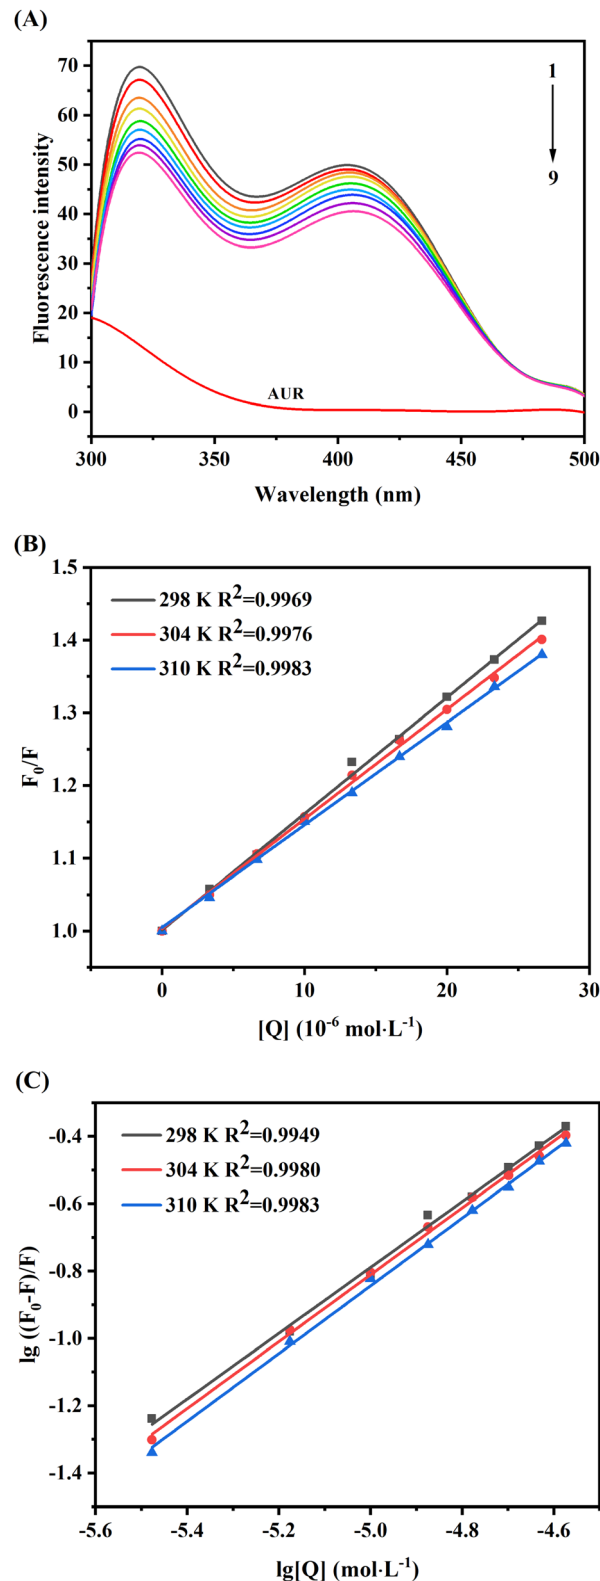 (A)
70
60
50
40
30
20
10
0
Fluorescence intensity
1
9
AUR
300
350
400
450
500
Wavelength (nm)
(B)
1.5
1.4
1.3
1.2
1.1
1.0
F₀/F
298 K R²=0.9969
304 K R²=0.9976
310 K R²=0.9983
0
10
20
30
[Q] (10⁻⁶ mol·L⁻¹)
(C)
-0.4
-0.6
-0.8
-1.0
-1.2
-1.4
lg ((F₀-F)/F)
298 K R²=0.9949
304 K R²=0.9980
310 K R²=0.9983
-5.6
-5.4
-5.2
-5.0
-4.8
-4.6
lg[Q] (mol·L⁻¹)